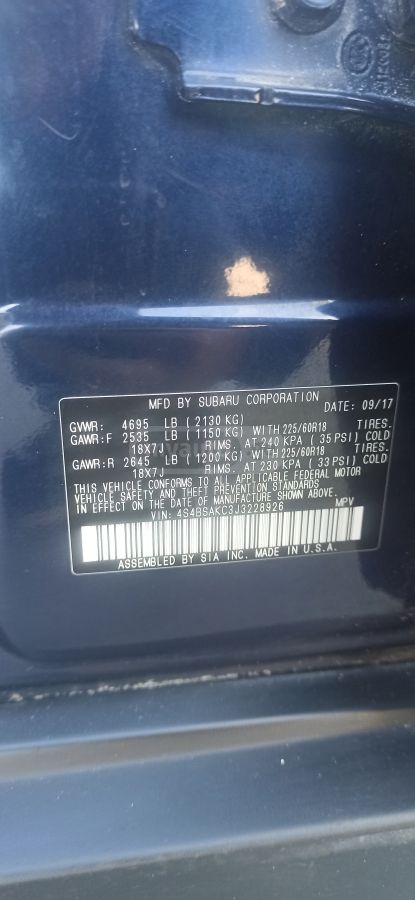 MFD BY SUBARU CORPORATION DATE: 09/17
GVWR: 4695 LB ( 2130 KG)
GAWR:F 2535 LB ( 1150 KG) WITH 225/60R18 TIRES.
18X7J RIMS. AT 240 KPA ( 35 PSI) COLD
GAWR:R 2645 LB ( 1200 KG) WITH 225/60R18 TIRES.
18X7J RIMS. AT 230 KPA ( 33 PSI) COLD
THIS VEHICLE CONFORMS TO ALL APPLICABLE FEDERAL MOTOR
VEHICLE SAFETY AND THEFT PREVENTION STANDARDS
IN EFFECT ON THE DATE OF MANUFACTURE SHOWN ABOVE.
VIN: 4S4BSAKC3J3228926 MPV
ASSEMBLED BY SIA INC. MADE IN U.S.A.